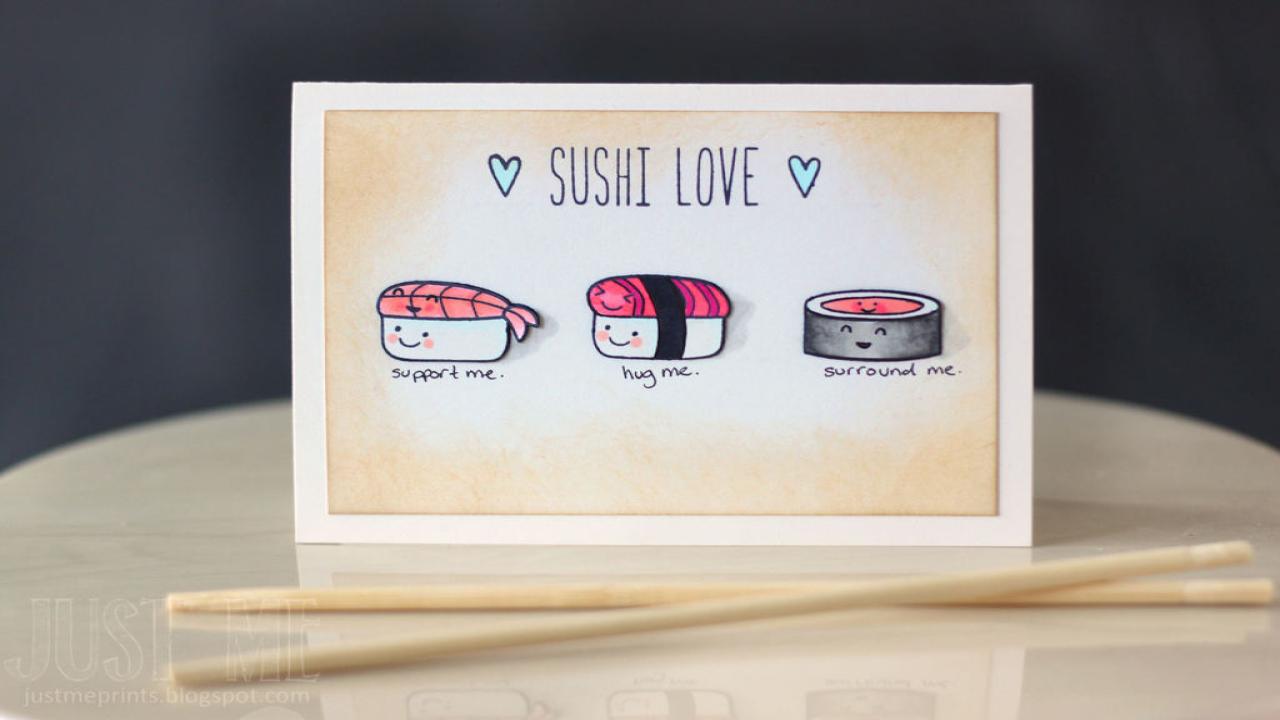 SUSHI LOVE
support me.
hug me.
surround me.
JUST ME
justmeprints.blogspot.com